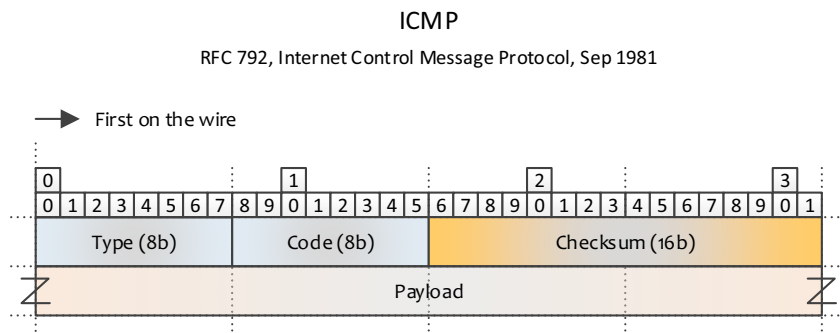 ICMP
RFC 792, Internet Control Message Protocol, Sep 1981
First on the wire
0 1 2 3
0 1 2 3 4 5 6 7 8 9 0 1 2 3 4 5 6 7 8 9 0 1 2 3 4 5 6 7 8 9 0 1
Type (8b) Code (8b) Checksum (16b)
Payload